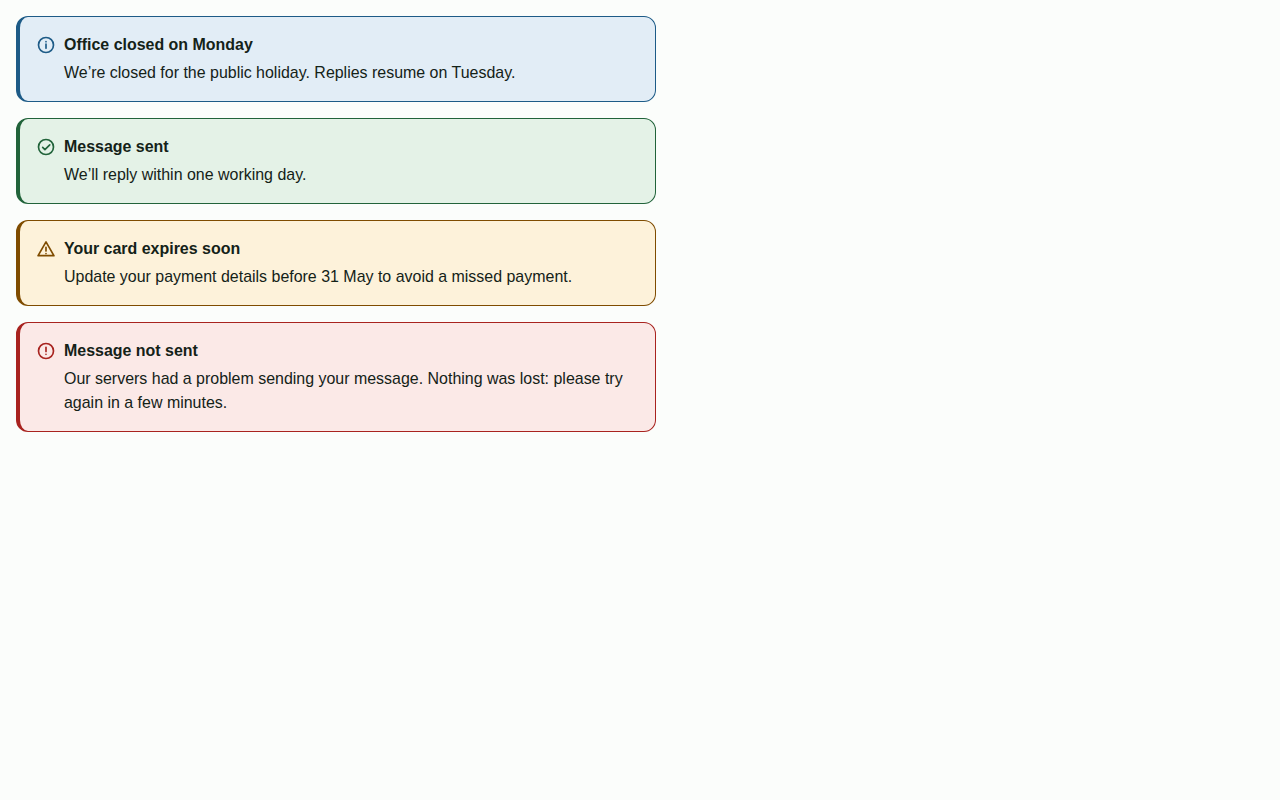 Office closed on Monday
We’re closed for the public holiday. Replies resume on Tuesday.
Message sent
We’ll reply within one working day.
Your card expires soon
Update your payment details before 31 May to avoid a missed payment.
Message not sent
Our servers had a problem sending your message. Nothing was lost: please try
again in a few minutes.